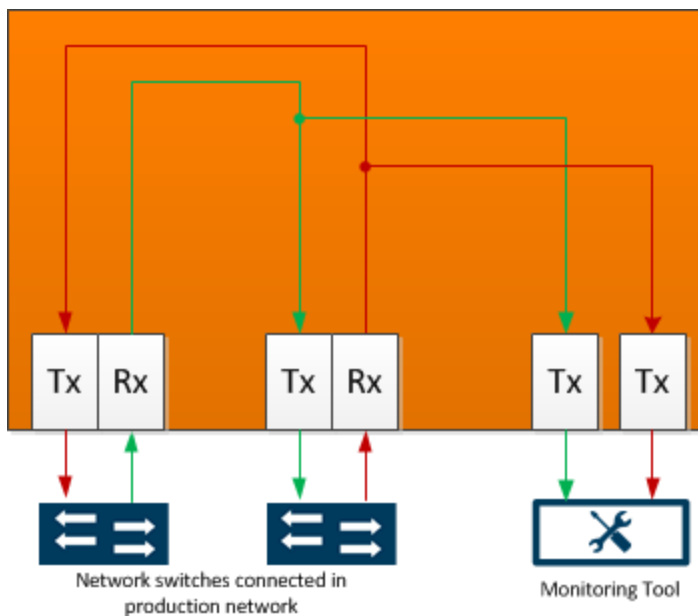 Tx Rx Tx Rx Tx Tx
Network switches connected in
production network
Monitoring Tool